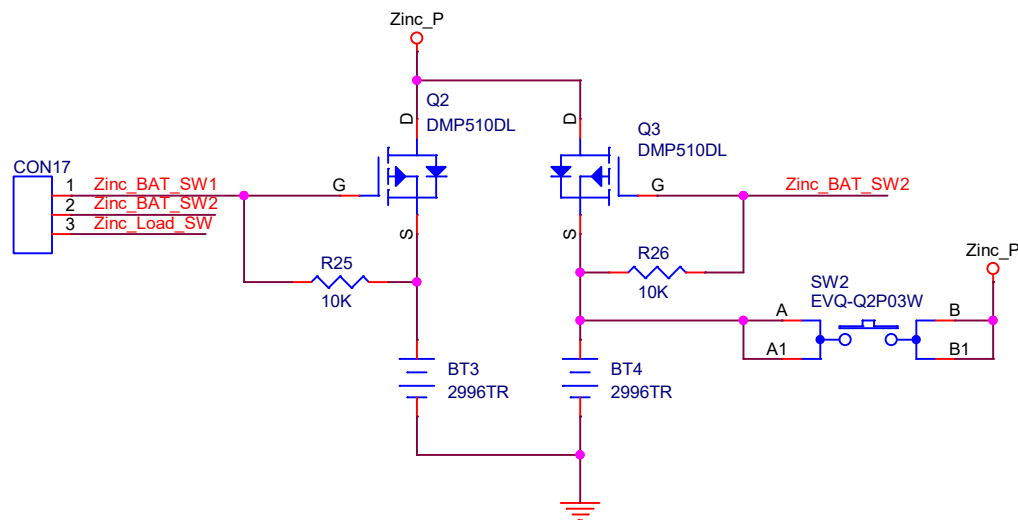 Zinc_P
Q2
DMP510DL
D
D
Q3
DMP510DL
CON17
1
Zinc_BAT_SW1
2
Zinc_BAT_SW2
3
Zinc_Load_SW
G
G
Zinc_BAT_SW2
S
S
R25
10K
R26
10K
Zinc_P
SW2
EVQ-Q2P03W
A
B
A1
B1
BT3
2996TR
BT4
2996TR